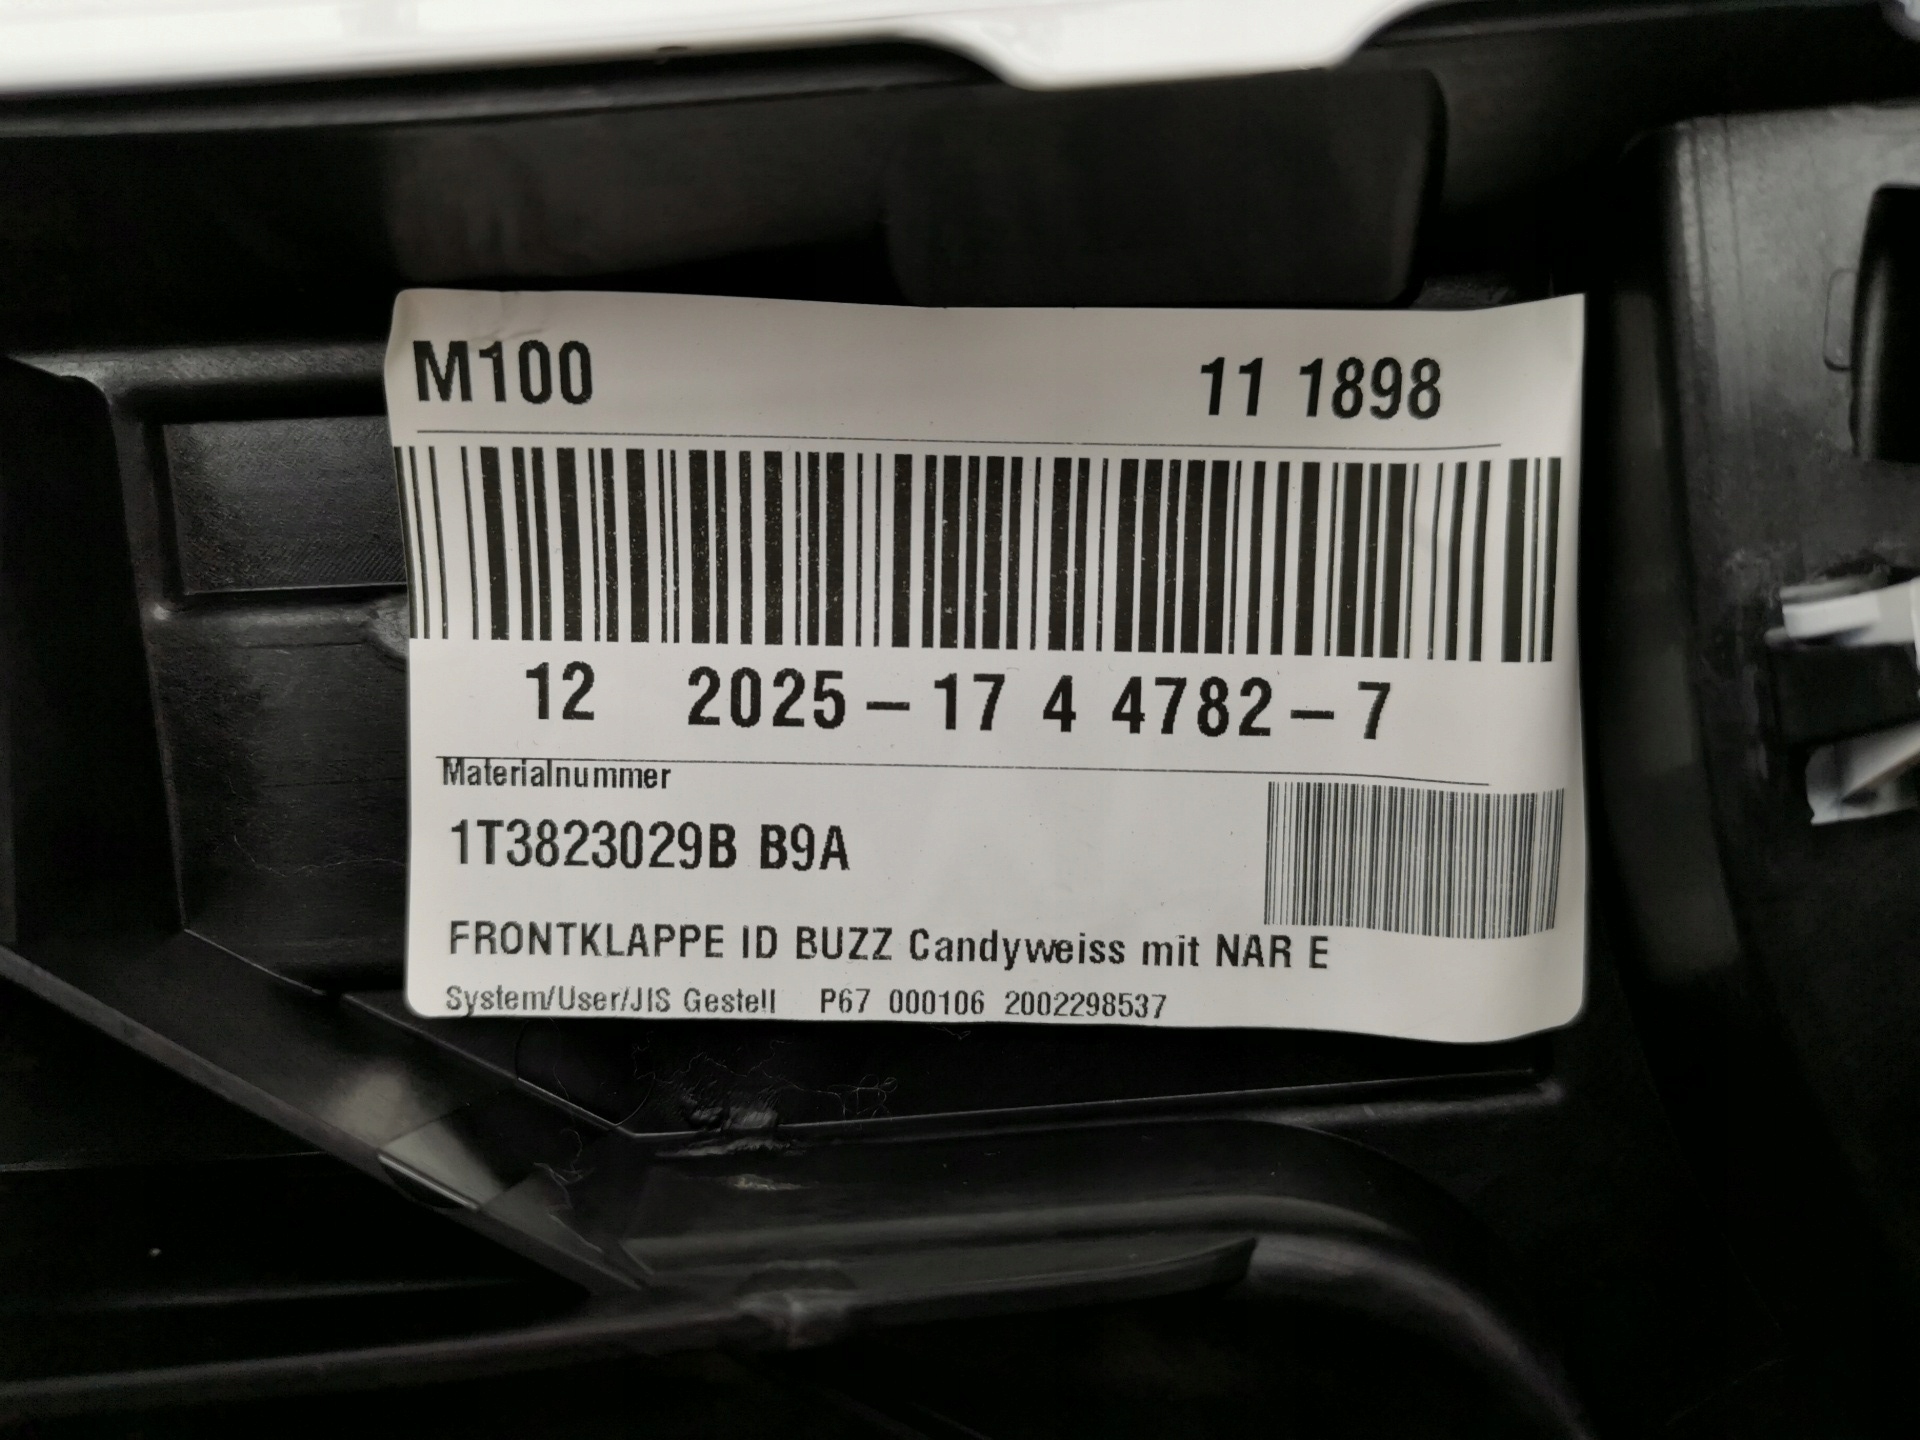 M100 11 1898
12 2025-17 4 4782-7
Materialnummer
1T3823029B B9A
FRONTKLAPPE ID BUZZ Candyweiss mit NAR E
System/User/JIS Gestell P67 000106 2002298537